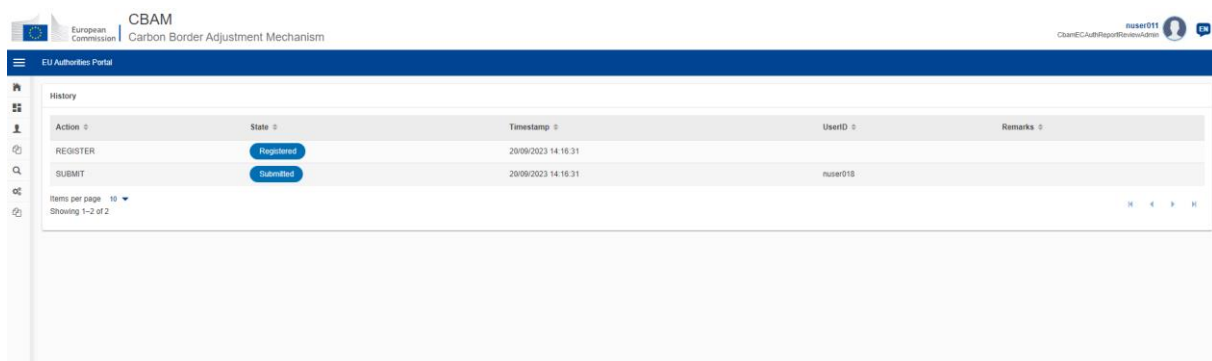 CBAM
European
Commission
Carbon Border Adjustment Mechanism
nuser011
CbamECAuthReportReviewAdmin
EN
EU Authorities Portal
History
Action State Timestamp UserID Remarks
REGISTER Registered 20/09/2023 14:16:31
SUBMIT Submitted 20/09/2023 14:16:31 nuser018
Items per page 10
Showing 1–2 of 2